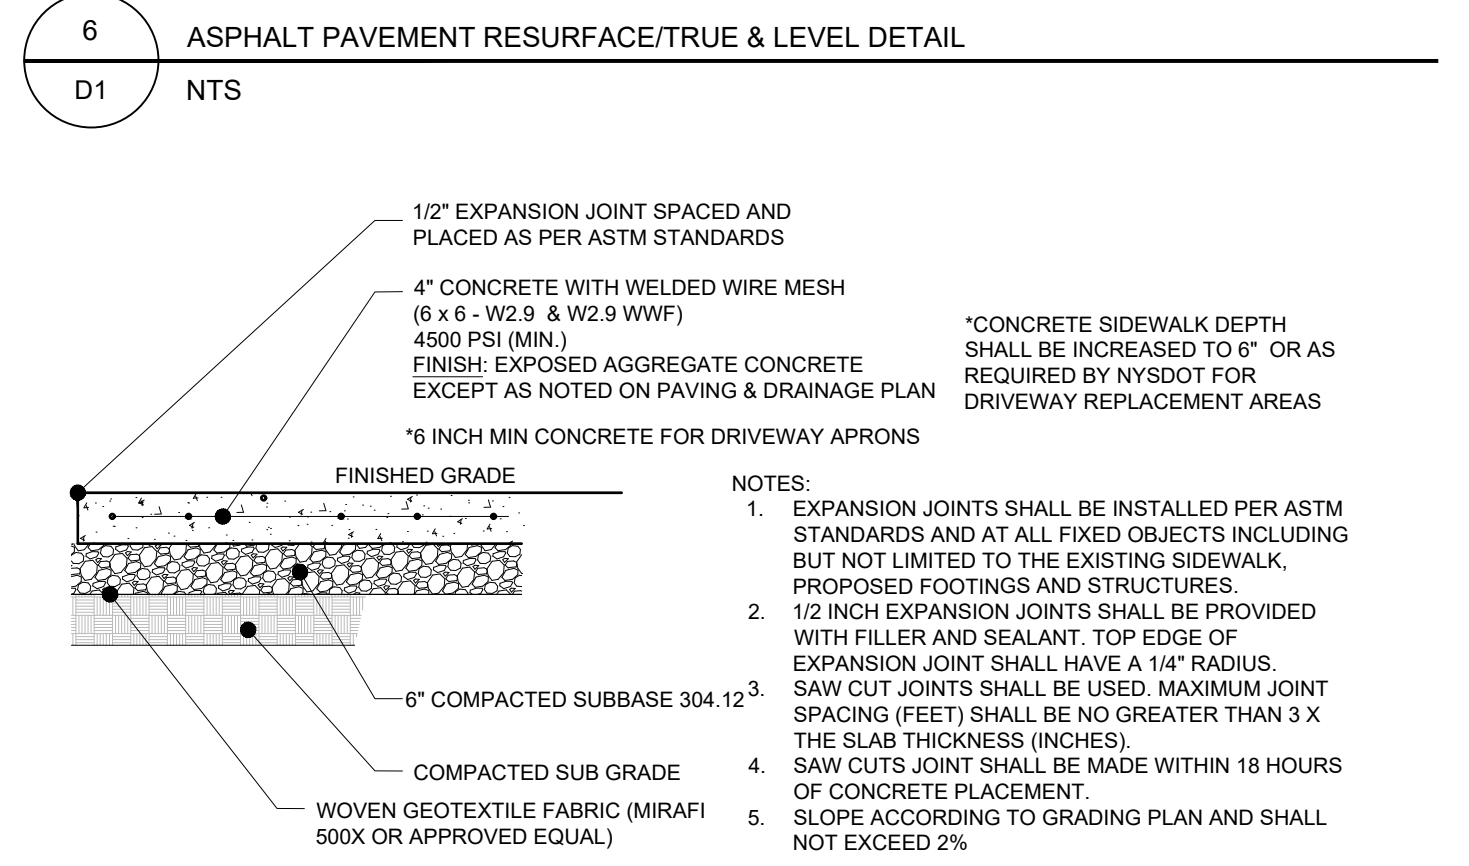 6
ASPHALT PAVEMENT RESURFACE/TRUE & LEVEL DETAIL
D1
NTS
1/2" EXPANSION JOINT SPACED AND
PLACED AS PER ASTM STANDARDS
4" CONCRETE WITH WELDED WIRE MESH
(6 x 6 - W2.9 & W2.9 WWF)
4500 PSI (MIN.)
FINISH: EXPOSED AGGREGATE CONCRETE
EXCEPT AS NOTED ON PAVING & DRAINAGE PLAN
*6 INCH MIN CONCRETE FOR DRIVEWAY APRONS
*CONCRETE SIDEWALK DEPTH
SHALL BE INCREASED TO 6" OR AS
REQUIRED BY NYSDOT FOR
DRIVEWAY REPLACEMENT AREAS
FINISHED GRADE
6" COMPACTED SUBBASE 304.12
COMPACTED SUB GRADE
WOVEN GEOTEXTILE FABRIC (MIRAFI
500X OR APPROVED EQUAL)
NOTES:
1. EXPANSION JOINTS SHALL BE INSTALLED PER ASTM
STANDARDS AND AT ALL FIXED OBJECTS INCLUDING
BUT NOT LIMITED TO THE EXISTING SIDEWALK,
PROPOSED FOOTINGS AND STRUCTURES.
2. 1/2 INCH EXPANSION JOINTS SHALL BE PROVIDED
WITH FILLER AND SEALANT. TOP EDGE OF
EXPANSION JOINT SHALL HAVE A 1/4" RADIUS.
3. SAW CUT JOINTS SHALL BE USED. MAXIMUM JOINT
SPACING (FEET) SHALL BE NO GREATER THAN 3 X
THE SLAB THICKNESS (INCHES).
4. SAW CUTS JOINT SHALL BE MADE WITHIN 18 HOURS
OF CONCRETE PLACEMENT.
5. SLOPE ACCORDING TO GRADING PLAN AND SHALL
NOT EXCEED 2%